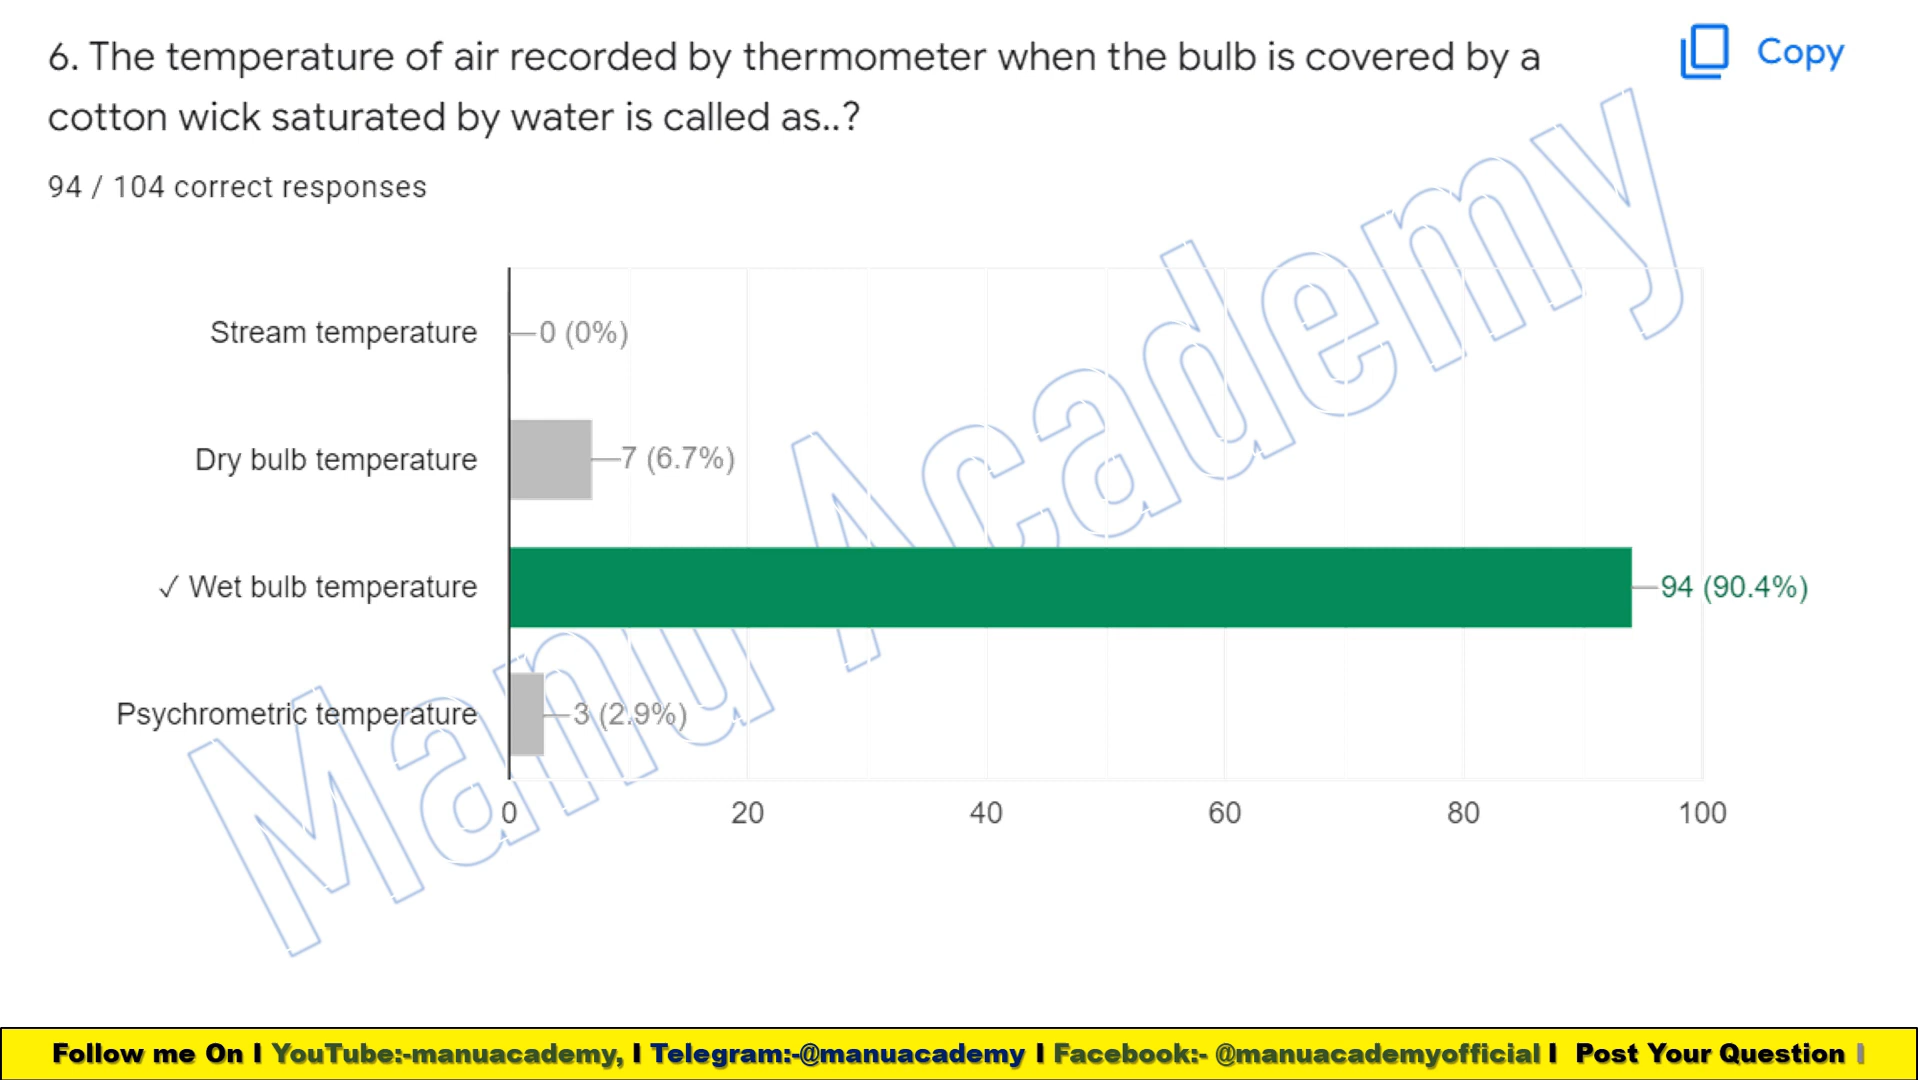 6. The temperature of air recorded by thermometer when the bulb is covered by a
cotton wick saturated by water is called as..?
Copy
94 / 104 correct responses
Stream temperature
0 (0%)
Dry bulb temperature
7 (6.7%)
✓ Wet bulb temperature
94 (90.4%)
Psychrometric temperature
3 (2.9%)
0 20 40 60 80 100
Manu Academy
Follow me On I YouTube:-manuacademy, I Telegram:-@manuacademy I Facebook:- @manuacademyofficial I Post Your Question I